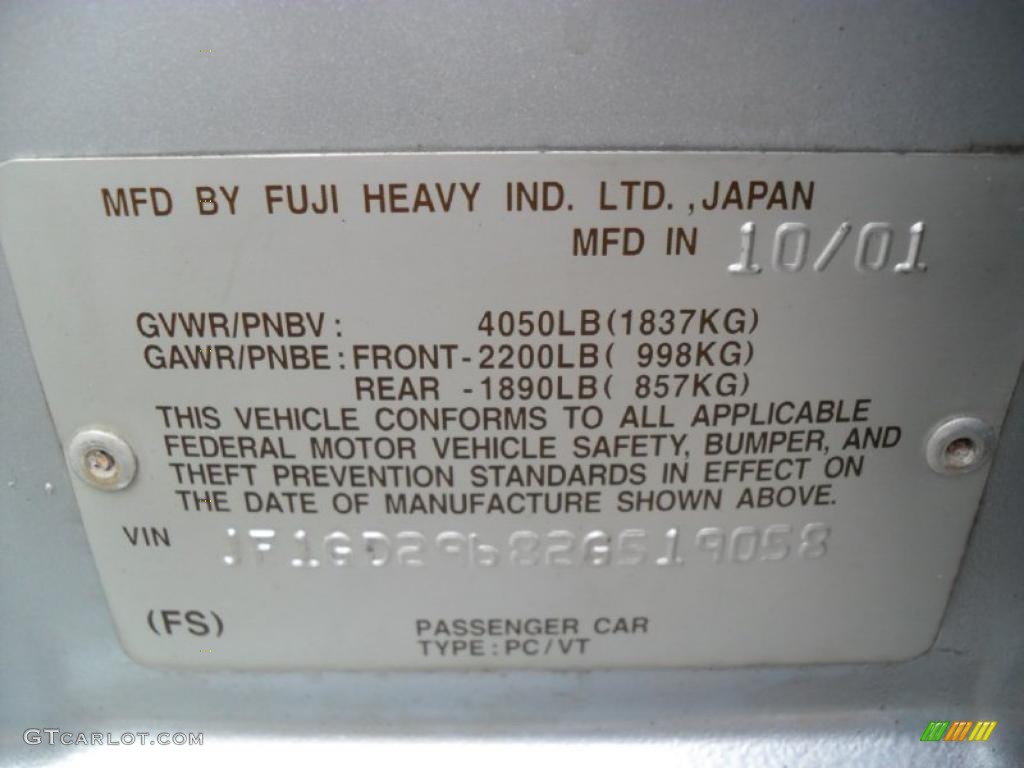 MFD BY FUJI HEAVY IND. LTD. ,JAPAN
MFD IN 10/01
GVWR/PNBV: 4050LB(1837KG)
GAWR/PNBE:FRONT-2200LB( 998KG)
REAR -1890LB( 857KG)
THIS VEHICLE CONFORMS TO ALL APPLICABLE
FEDERAL MOTOR VEHICLE SAFETY, BUMPER, AND
THEFT PREVENTION STANDARDS IN EFFECT ON
THE DATE OF MANUFACTURE SHOWN ABOVE.
VIN JF1GD29682G519058
(FS)
PASSENGER CAR
TYPE:PC/VT
GTCARLOT.COM